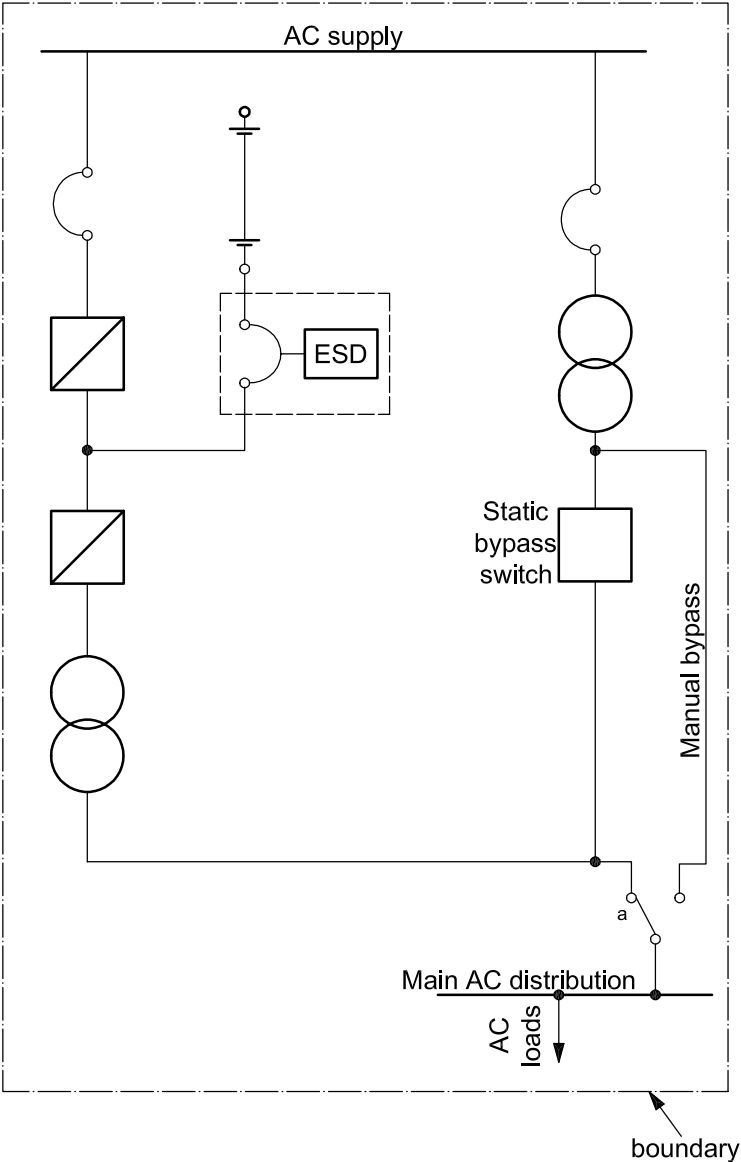 AC supply
ESD
Static
bypass
switch
Manual bypass
a
Main AC distribution
AC
loads
boundary